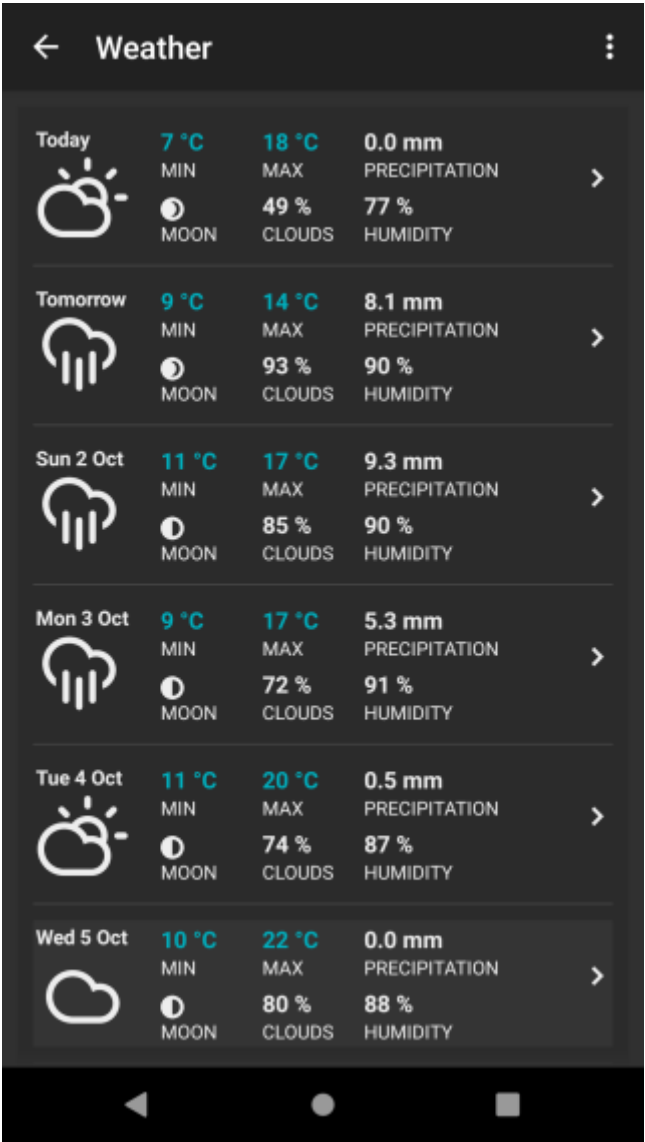 Weather
Today 7 °C 18 °C 0.0 mm
MIN MAX PRECIPITATION
49 % 77 %
MOON CLOUDS HUMIDITY
Tomorrow 9 °C 14 °C 8.1 mm
MIN MAX PRECIPITATION
93 % 90 %
MOON CLOUDS HUMIDITY
Sun 2 Oct 11 °C 17 °C 9.3 mm
MIN MAX PRECIPITATION
85 % 90 %
MOON CLOUDS HUMIDITY
Mon 3 Oct 9 °C 17 °C 5.3 mm
MIN MAX PRECIPITATION
72 % 91 %
MOON CLOUDS HUMIDITY
Tue 4 Oct 11 °C 20 °C 0.5 mm
MIN MAX PRECIPITATION
74 % 87 %
MOON CLOUDS HUMIDITY
Wed 5 Oct 10 °C 22 °C 0.0 mm
MIN MAX PRECIPITATION
80 % 88 %
MOON CLOUDS HUMIDITY